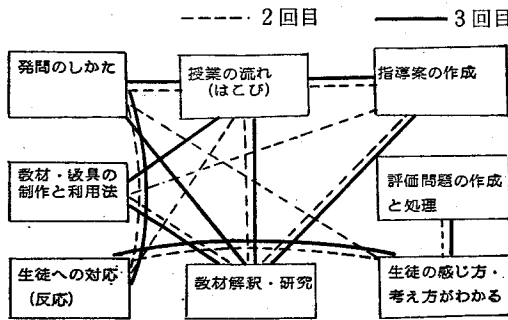 2回目
3回目
発問のしかた
授業の流れ
(はこび)
指導案の作成
教材・教具の
制作と利用法
評価問題の作成
と処理
生徒への対応
(反応)
教材解釈・研究
生徒の感じ方・
考え方がわかる